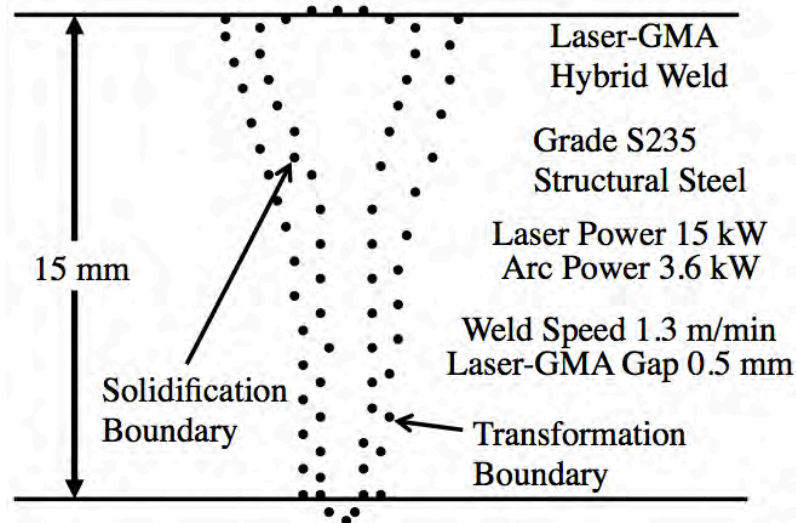 Laser-GMA
Hybrid Weld
Grade S235
Structural Steel
Laser Power 15 kW
Arc Power 3.6 kW
15 mm
Weld Speed 1.3 m/min
Laser-GMA Gap 0.5 mm
Solidification
Boundary
Transformation
Boundary